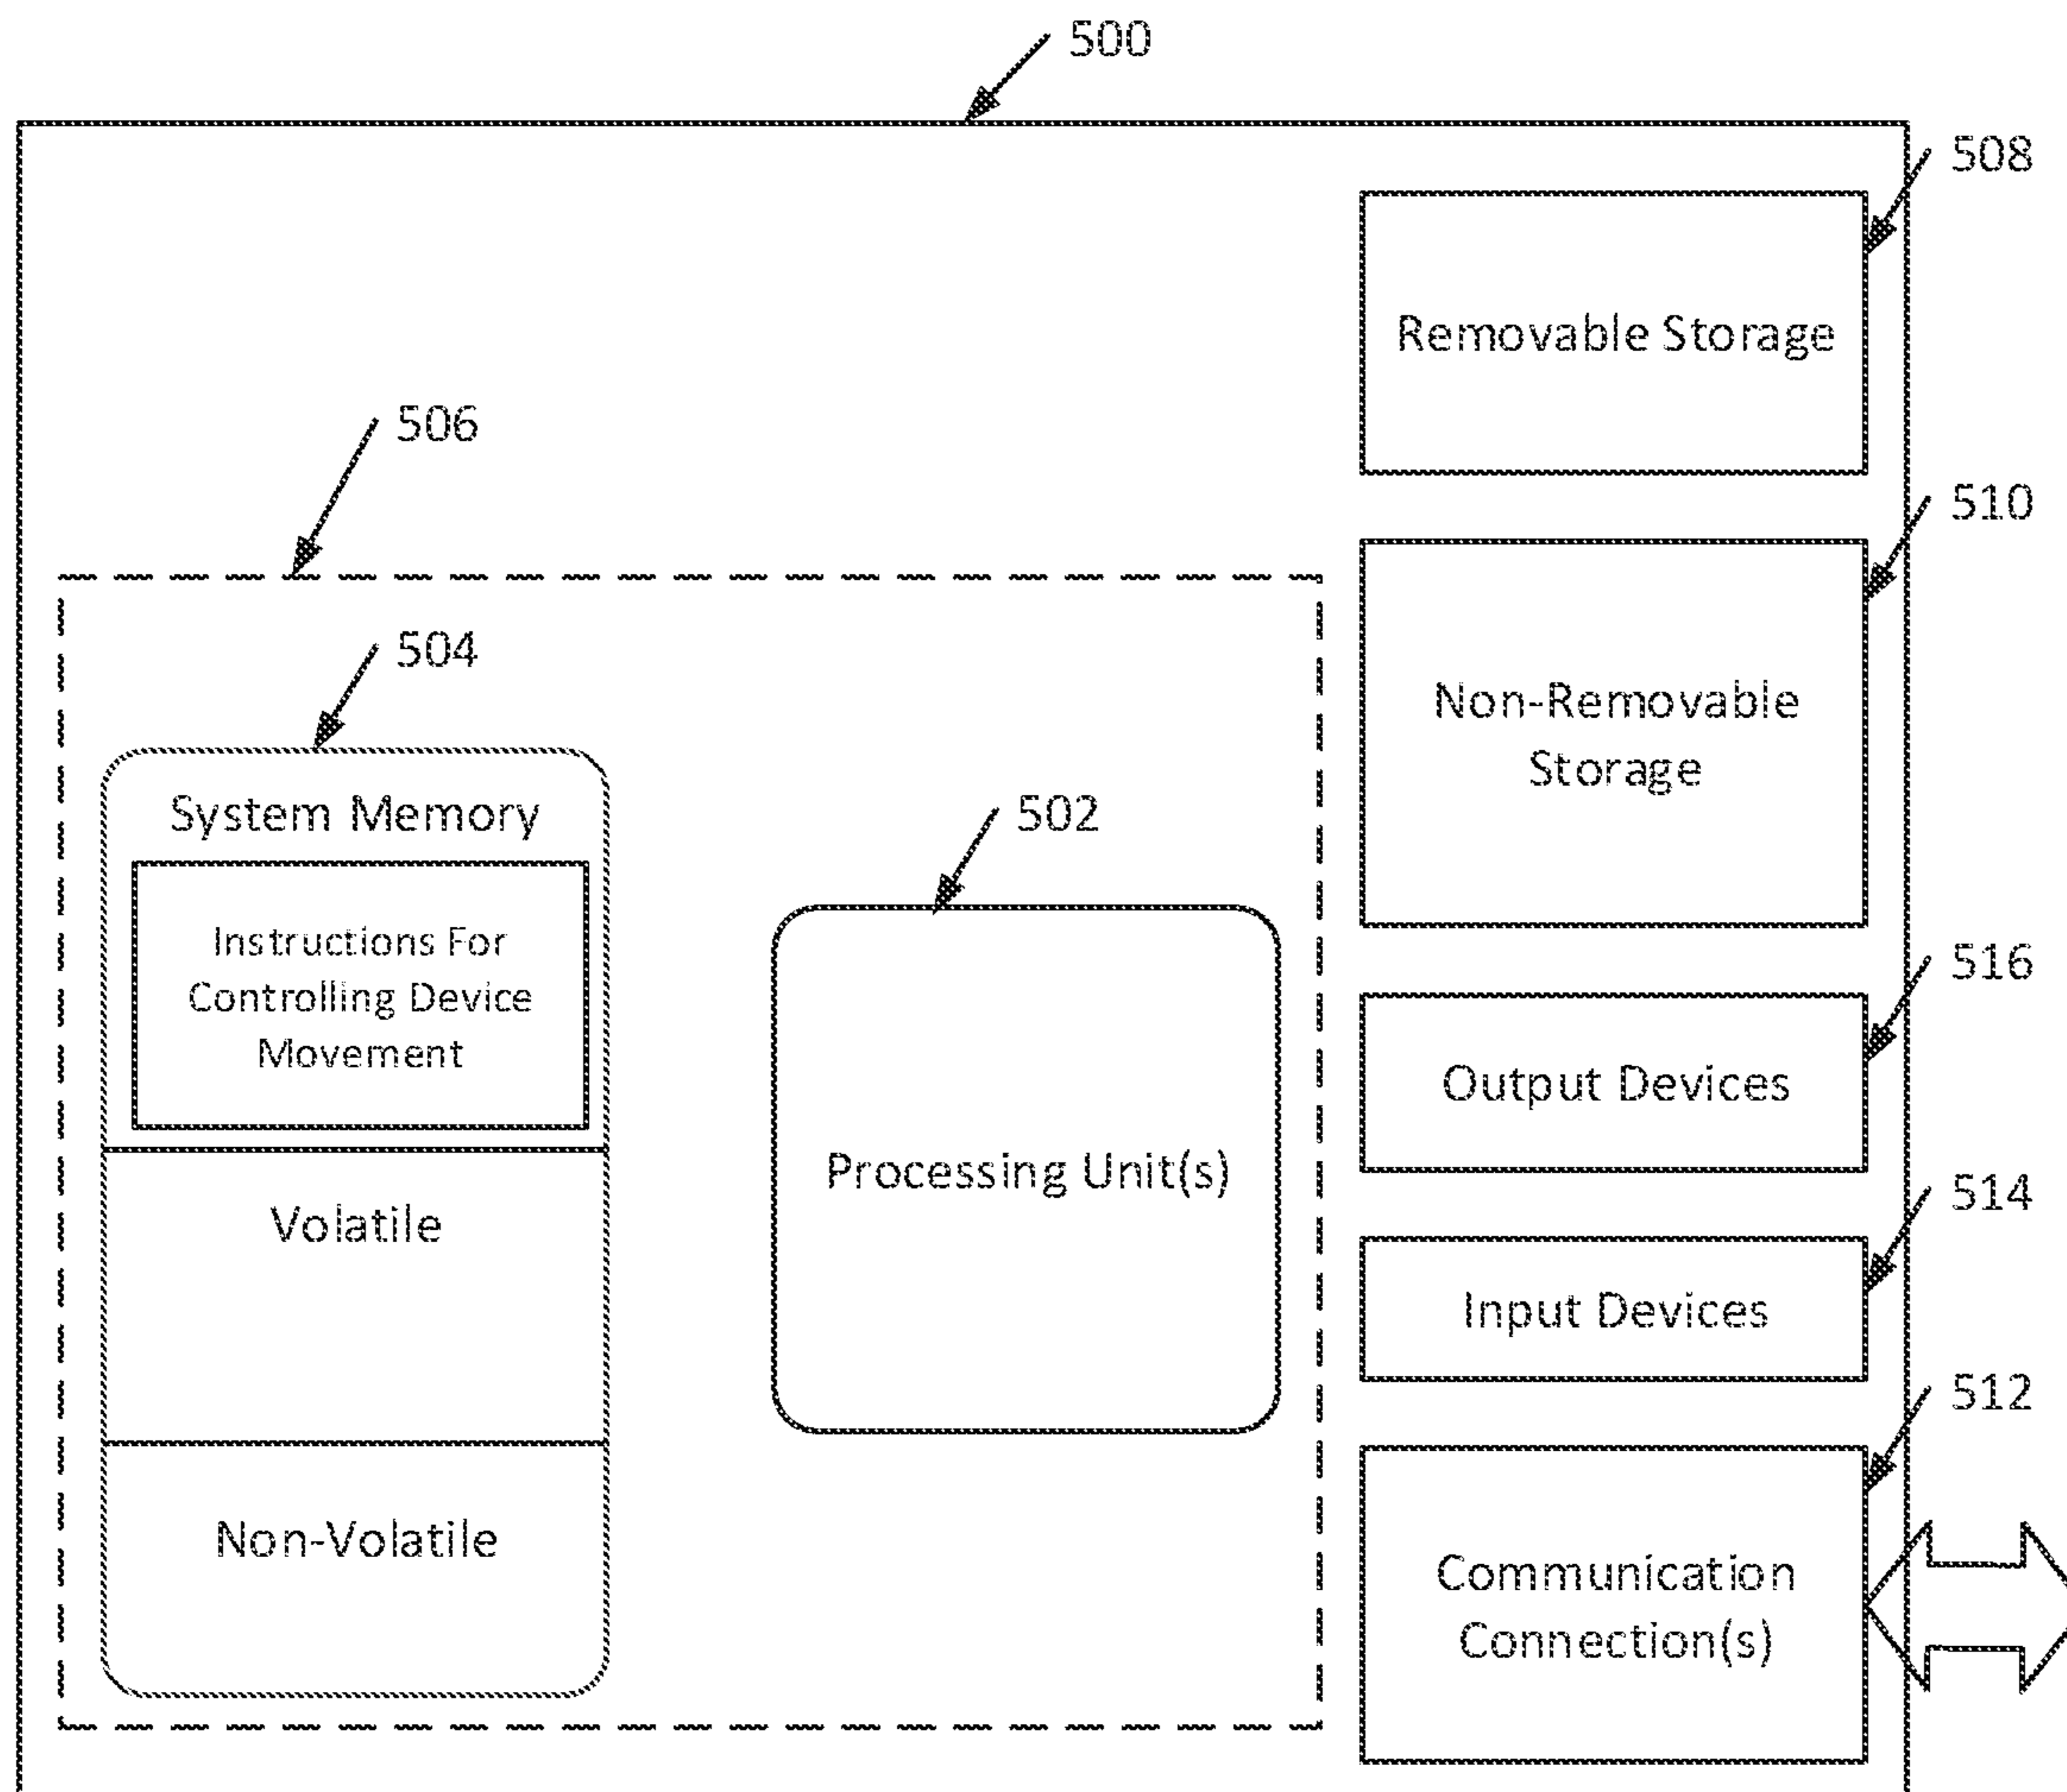 500
508
Removable Storage
506
510
504
Non-Removable
Storage
System Memory
502
Instructions For
Controlling Device
Movement
516
Output Devices
Processing Unit(s)
514
Volatile
Input Devices
512
Non-Volatile
Communication
Connection(s)